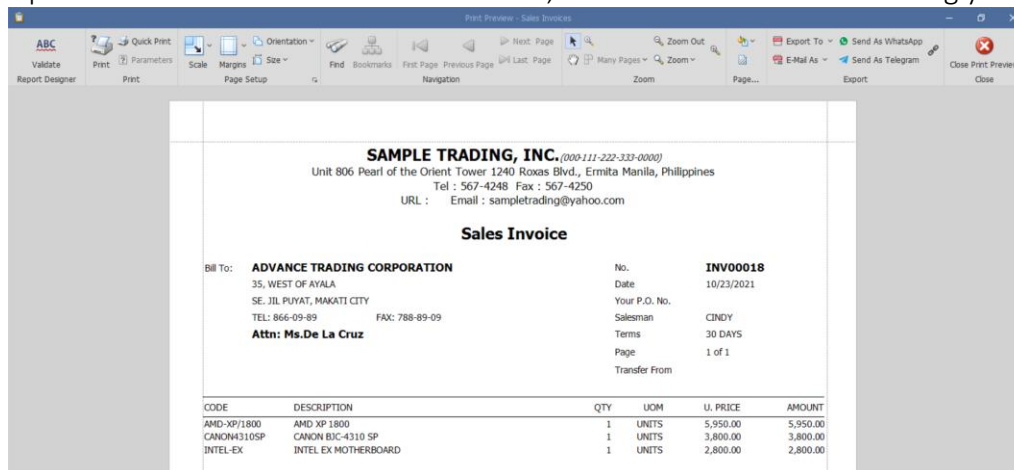 Print Preview - Sales Invoices
ABC
Validate
Report Designer
Print
Quick Print
Parameters
Print
Scale
Margins
Orientation
Size
Page Setup
Find
Bookmarks
First Page
Previous Page
Next Page
Last Page
Navigation
Many Pages
Zoom Out
Zoom
Zoom
Page...
Export To
E-Mail As
Send As WhatsApp
Send As Telegram
Export
Close Print Preview
Close
SAMPLE TRADING, INC. (000-111-222-333-0000)
Unit 806 Pearl of the Orient Tower 1240 Roxas Blvd., Ermita Manila, Philippines
Tel : 567-4248 Fax : 567-4250
URL : Email : sampletrading@yahoo.com
Sales Invoice
Bill To: ADVANCE TRADING CORPORATION No. INV00018
35, WEST OF AYALA Date 10/23/2021
SE. JIL PUYAT, MAKATI CITY Your P.O. No.
TEL: 866-09-89 FAX: 788-89-09 Salesman CINDY
Attn: Ms.De La Cruz Terms 30 DAYS
Page 1 of 1
Transfer From
CODE DESCRIPTION QTY UOM U. PRICE AMOUNT
AMD-XP/1800 AMD XP 1800 1 UNITS 5,950.00 5,950.00
CANON4310SP CANON BJC-4310 SP 1 UNITS 3,800.00 3,800.00
INTEL-EX INTEL EX MOTHERBOARD 1 UNITS 2,800.00 2,800.00